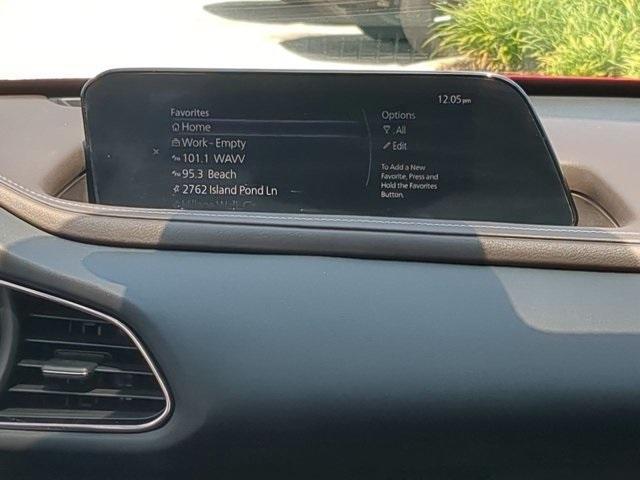 12:05 pm
Favorites
Home
Work - Empty
101.1 WAVV
95.3 Beach
2762 Island Pond Ln
Options
All
Edit
To Add a New
Favorite, Press and
Hold the Favorites
Button.